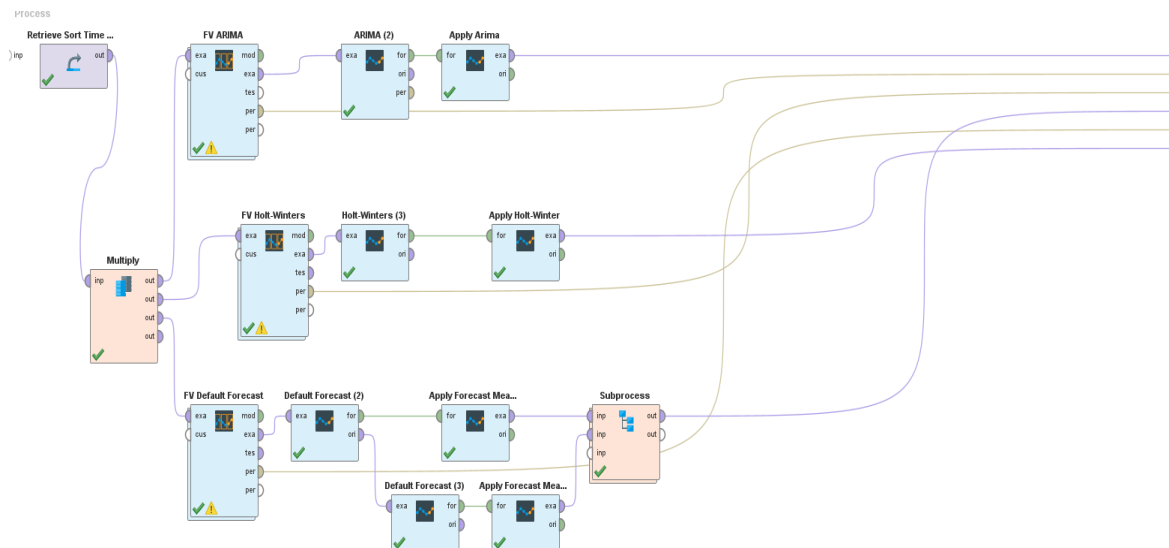 Process
Retrieve Sort Time ...
inp
out
FV ARIMA
exa
cus
mod
exa
tes
per
per
ARIMA (2)
exa
for
ori
per
Apply Arima
for
exa
ori
Multiply
inp
out
out
out
out
FV Holt-Winters
exa
cus
mod
exa
tes
per
per
Holt-Winters (3)
exa
for
ori
Apply Holt-Winter
for
exa
ori
FV Default Forecast
exa
cus
mod
exa
tes
per
per
Default Forecast (2)
exa
for
ori
Apply Forecast Mea...
for
exa
ori
Subprocess
inp
inp
inp
out
out
Default Forecast (3)
exa
for
ori
Apply Forecast Mea...
for
exa
ori